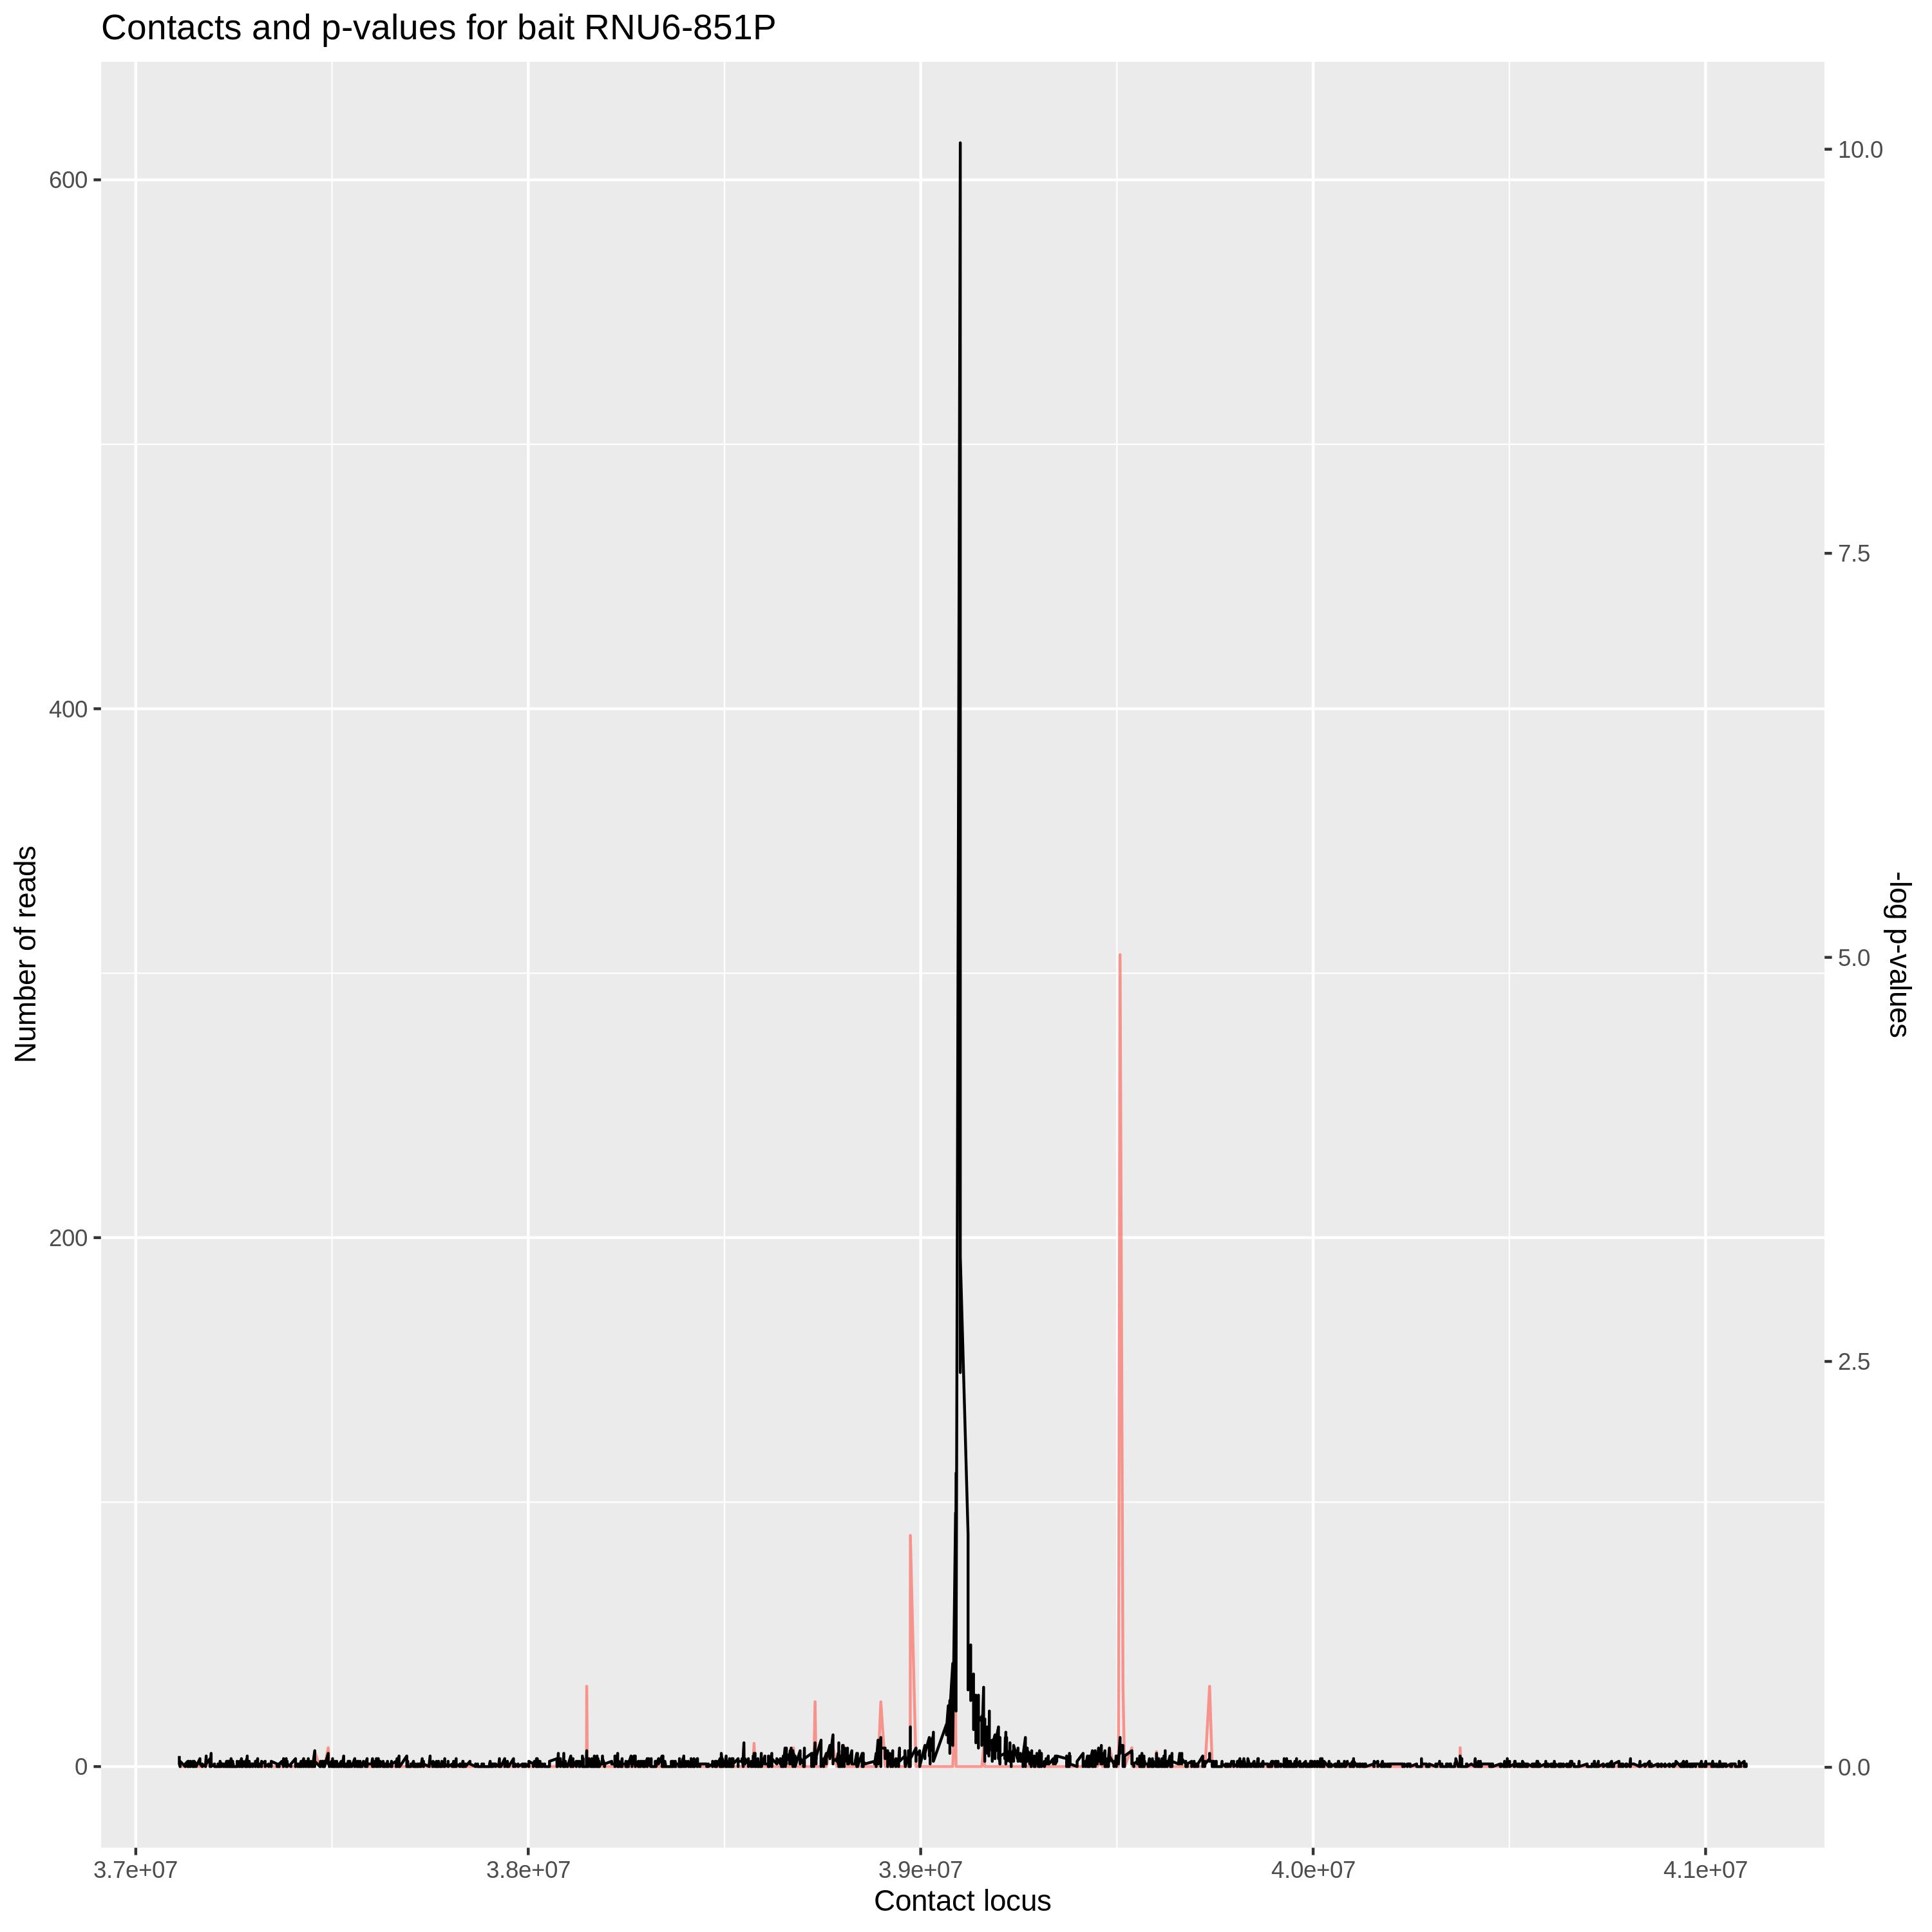 Contacts and p-values for bait RNU6-851P
600
400
200
0
Number of reads
10.0
7.5
5.0
2.5
0.0
-log p-values
3.7e+07
3.8e+07
3.9e+07
4.0e+07
4.1e+07
Contact locus